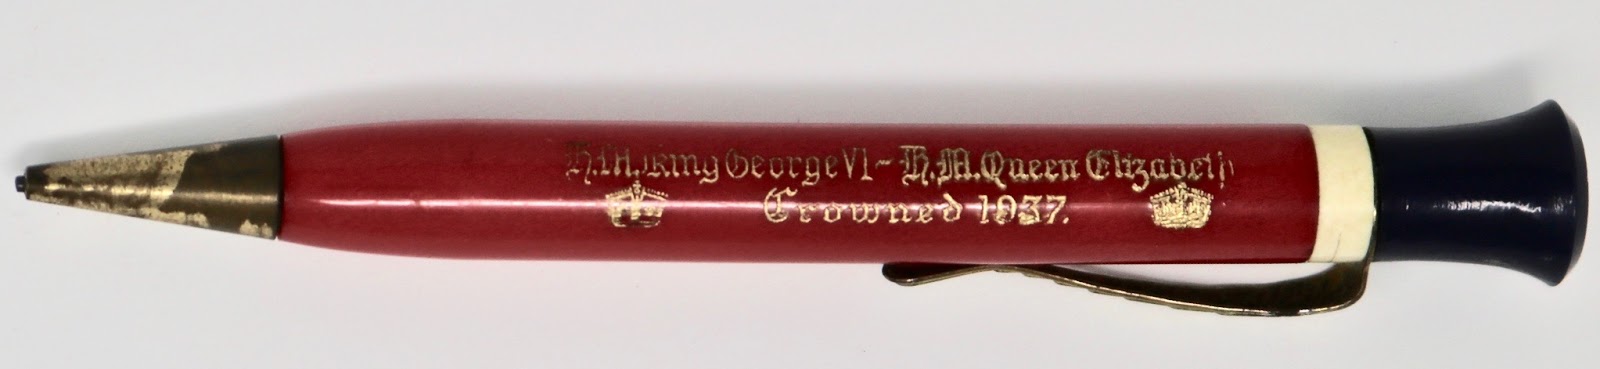 H.M. King George VI ~ H.M. Queen Elizabeth
Crowned 1937.